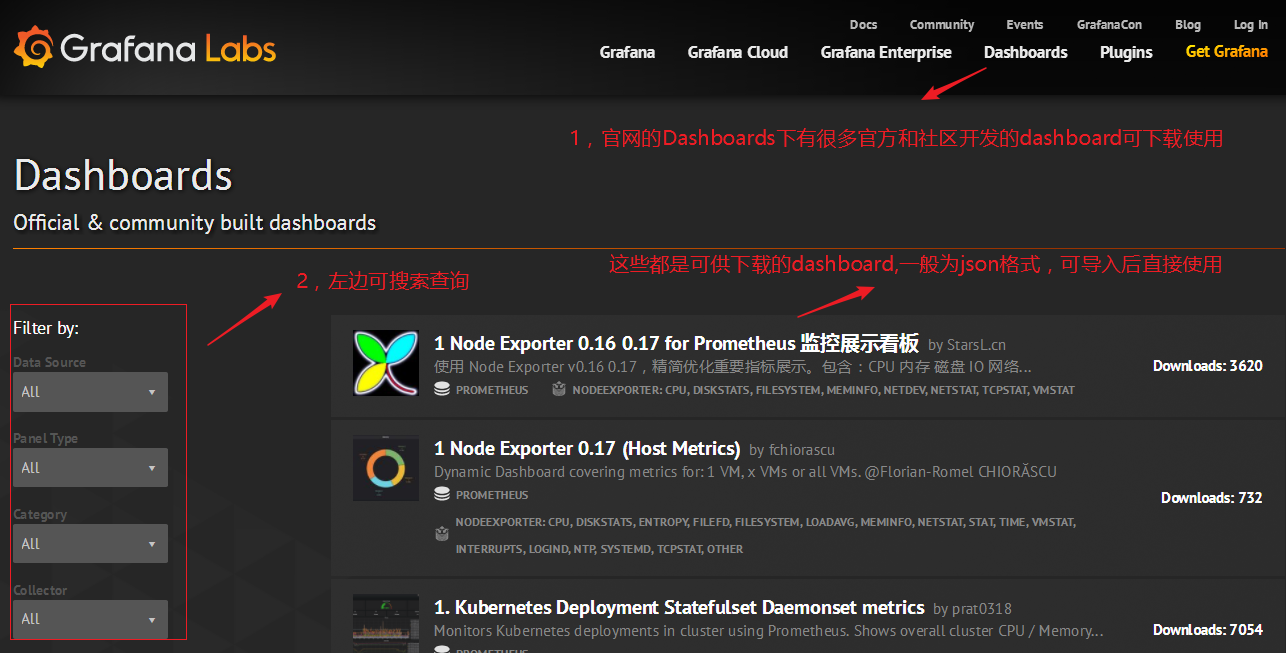 Grafana Labs
Docs Community Events GrafanaCon Blog Log In
Grafana Grafana Cloud Grafana Enterprise Dashboards Plugins Get Grafana
1，官网的Dashboards下有很多官方和社区开发的dashboard可下载使用
Dashboards
Official & community built dashboards
这些都是可供下载的dashboard,一般为json格式，可导入后直接使用
2，左边可搜索查询
Filter by:
Data Source
All
Panel Type
All
Category
All
Collector
All
1 Node Exporter 0.16 0.17 for Prometheus 监控展示看板 by StarsL.cn
使用 Node Exporter v0.16 0.17，精简优化重要指标展示。包含：CPU 内存 磁盘 IO 网络...
PROMETHEUS NODEEXPORTER: CPU, DISKSTATS, FILESYSTEM, MEMINFO, NETDEV, NETSTAT, TCPSTAT, VMSTAT
Downloads: 3620
1 Node Exporter 0.17 (Host Metrics) by fchiorascu
Dynamic Dashboard covering metrics for: 1 VM, x VMs or all VMs. @Florian-Romel CHIORĂSCU
PROMETHEUS
NODEEXPORTER: CPU, DISKSTATS, ENTROPY, FILEFD, FILESYSTEM, LOADAVG, MEMINFO, NETSTAT, STAT, TIME, VMSTAT,
INTERRUPTS, LOGIND, NTP, SYSTEMD, TCPSTAT, OTHER
Downloads: 732
1. Kubernetes Deployment Statefulset Daemonset metrics by prat0318
Monitors Kubernetes deployments in cluster using Prometheus. Shows overall cluster CPU / Memory...
PROMETHEUS
Downloads: 7054